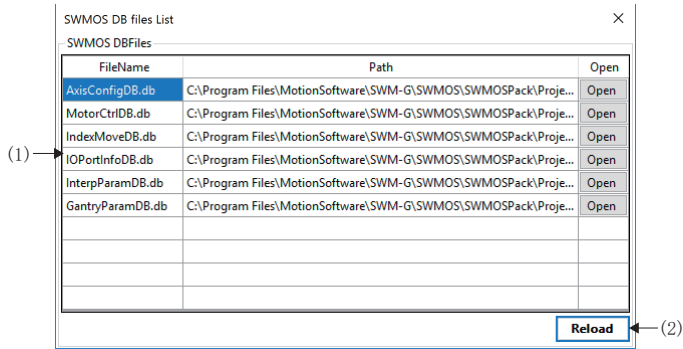 SWMOS DB files List
SWMOS DBFiles
FileName Path Open
AxisConfigDB.db C:\Program Files\MotionSoftware\SWM-G\SWMOS\SWMOSPack\Proje... Open
MotorCtrlDB.db C:\Program Files\MotionSoftware\SWM-G\SWMOS\SWMOSPack\Proje... Open
IndexMoveDB.db C:\Program Files\MotionSoftware\SWM-G\SWMOS\SWMOSPack\Proje... Open
(1) IOPortInfoDB.db C:\Program Files\MotionSoftware\SWM-G\SWMOS\SWMOSPack\Proje... Open
InterpParamDB.db C:\Program Files\MotionSoftware\SWM-G\SWMOS\SWMOSPack\Proje... Open
GantryParamDB.db C:\Program Files\MotionSoftware\SWM-G\SWMOS\SWMOSPack\Proje... Open
Reload (2)